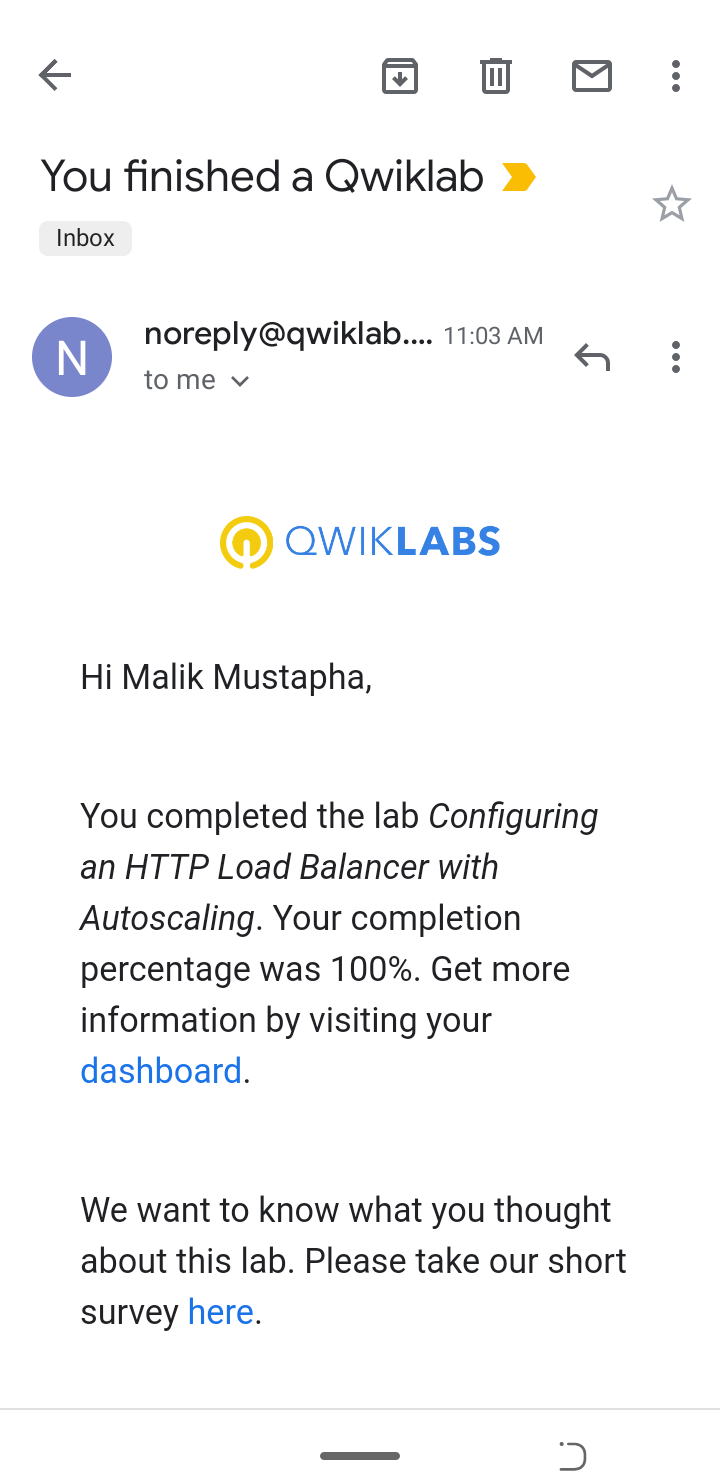 You finished a Qwiklab
Inbox
N
noreply@qwiklab.... 11:03 AM
to me
QWIKLABS
Hi Malik Mustapha,
You completed the lab Configuring
an HTTP Load Balancer with
Autoscaling. Your completion
percentage was 100%. Get more
information by visiting your
dashboard.
We want to know what you thought
about this lab. Please take our short
survey here.